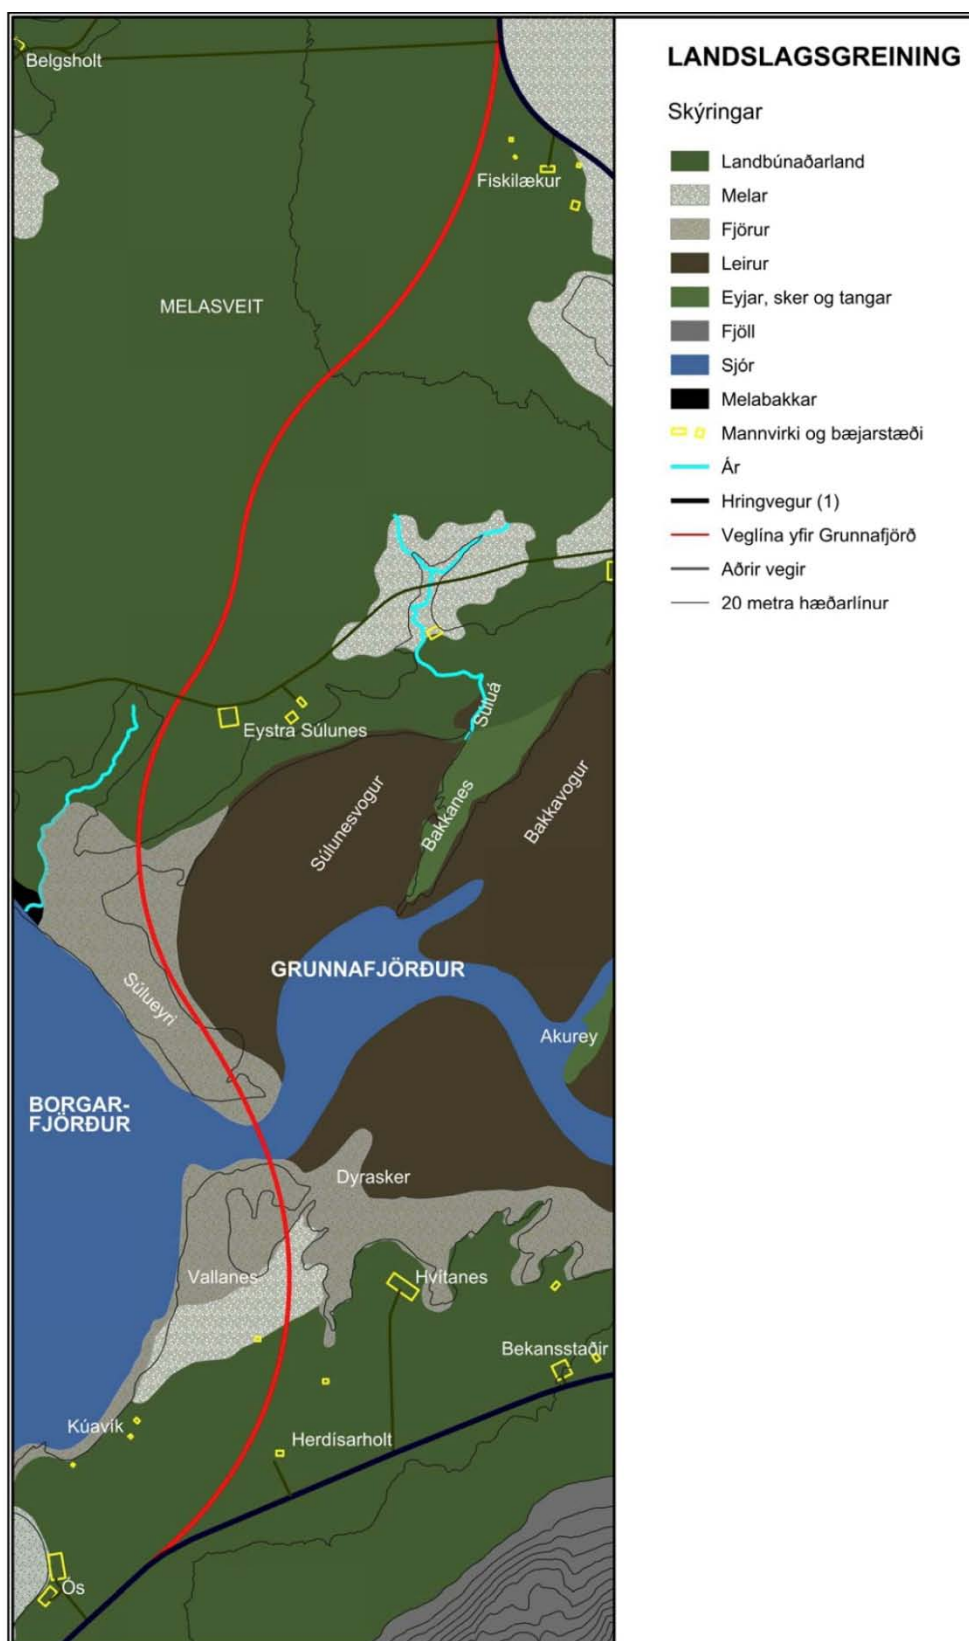 LANDSLAGSGREINING
Skýringar
Landbúnaðarland
Melar
Fjörur
Leirur
Eyjar, sker og tangar
Fjöll
Sjór
Melabakkar
Mannvirki og bæjarstæði
Ár
Hringvegur (1)
Veglína yfir Grunnafjörð
Aðrir vegir
20 metra hæðarlínur
Belgsholt
Fiskilækur
MELASVEIT
Súluá
Eystra Súlunes
Súlunesvogur
Bakkanes
Bakkavogur
GRUNNAFJÖRÐUR
Súlueyri
Akurey
BORGAR-
FJÖRÐUR
Dyrasker
Vallanes
Hvítanes
Bekansstaðir
Kúavík
Herdísarholt
Ós